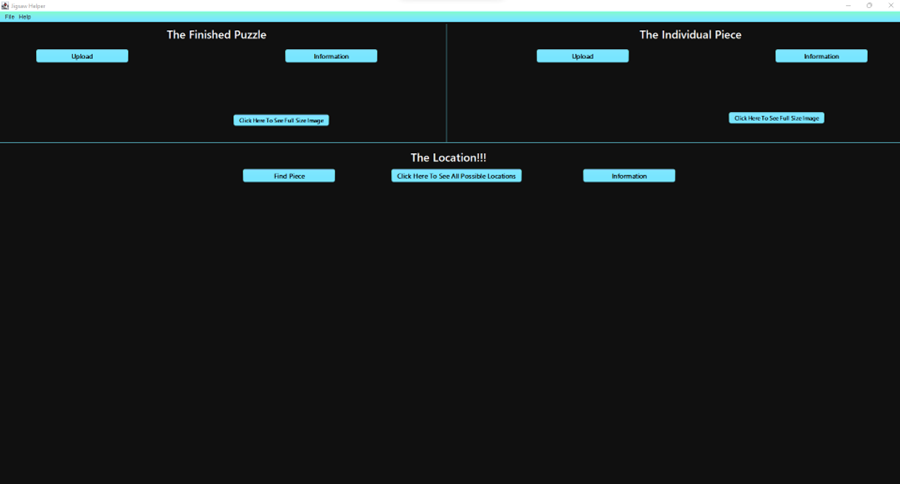 Jigsaw Helper
File Help
The Finished Puzzle
Upload
Information
Click Here To See Full Size Image
The Individual Piece
Upload
Information
Click Here To See Full Size Image
The Location!!!
Find Piece
Click Here To See All Possible Locations
Information